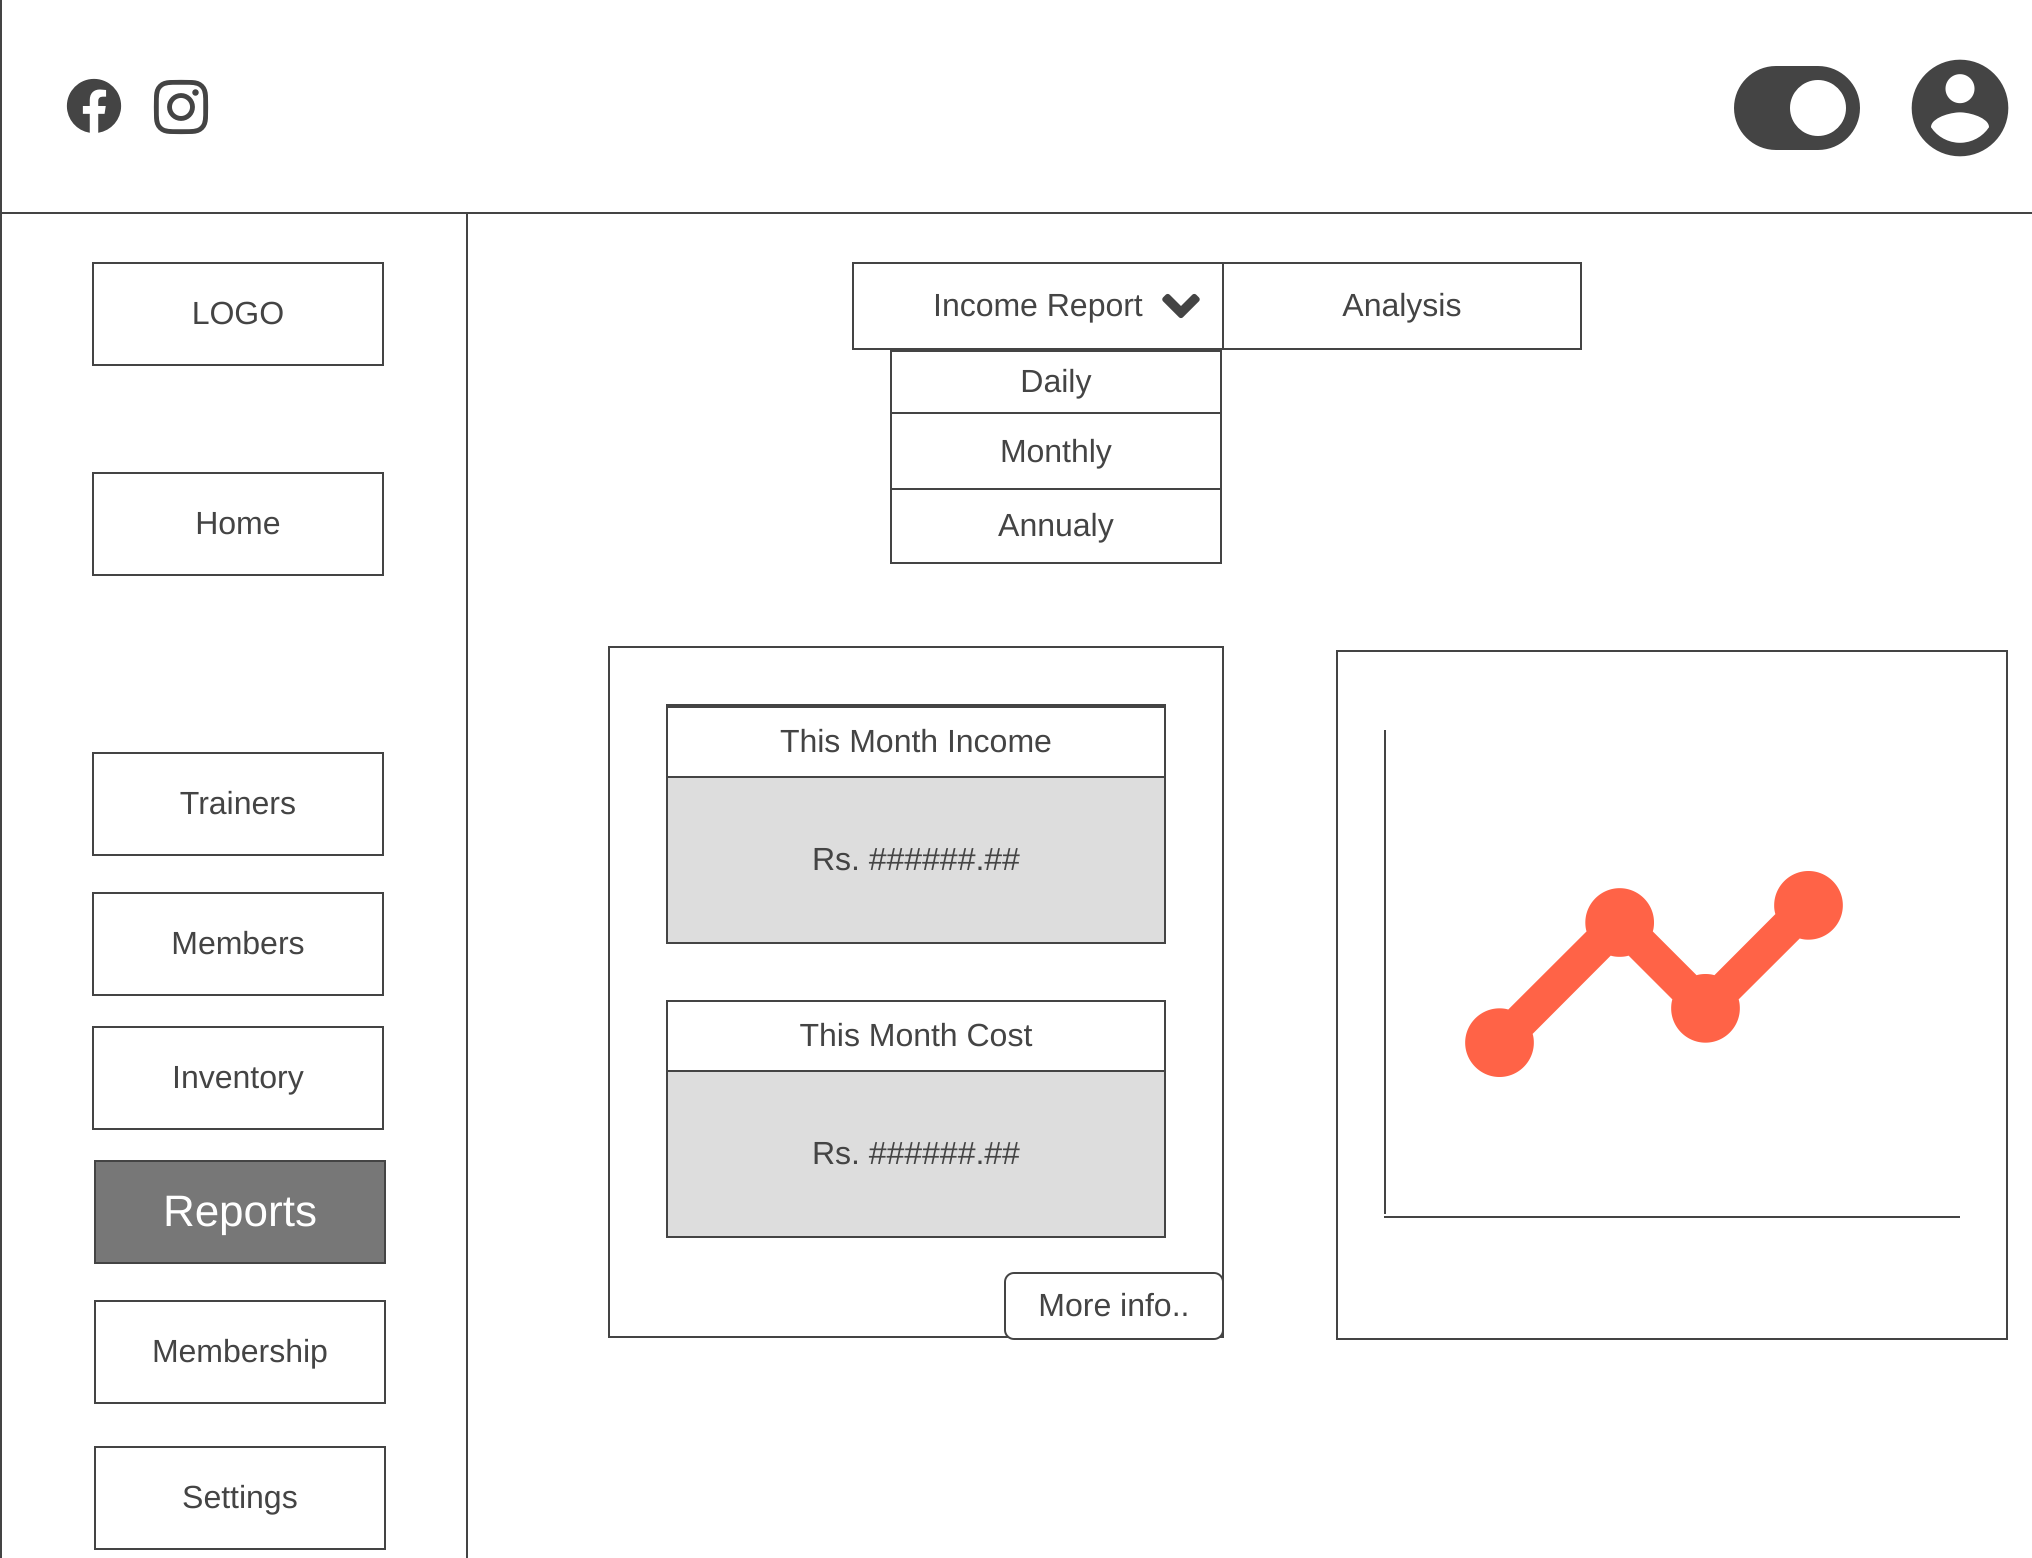 LOGO
Home
Trainers
Members
Inventory
Reports
Membership
Settings
Income Report
Analysis
Daily
Monthly
Annualy
This Month Income
Rs. ######.##
This Month Cost
Rs. ######.##
More info..